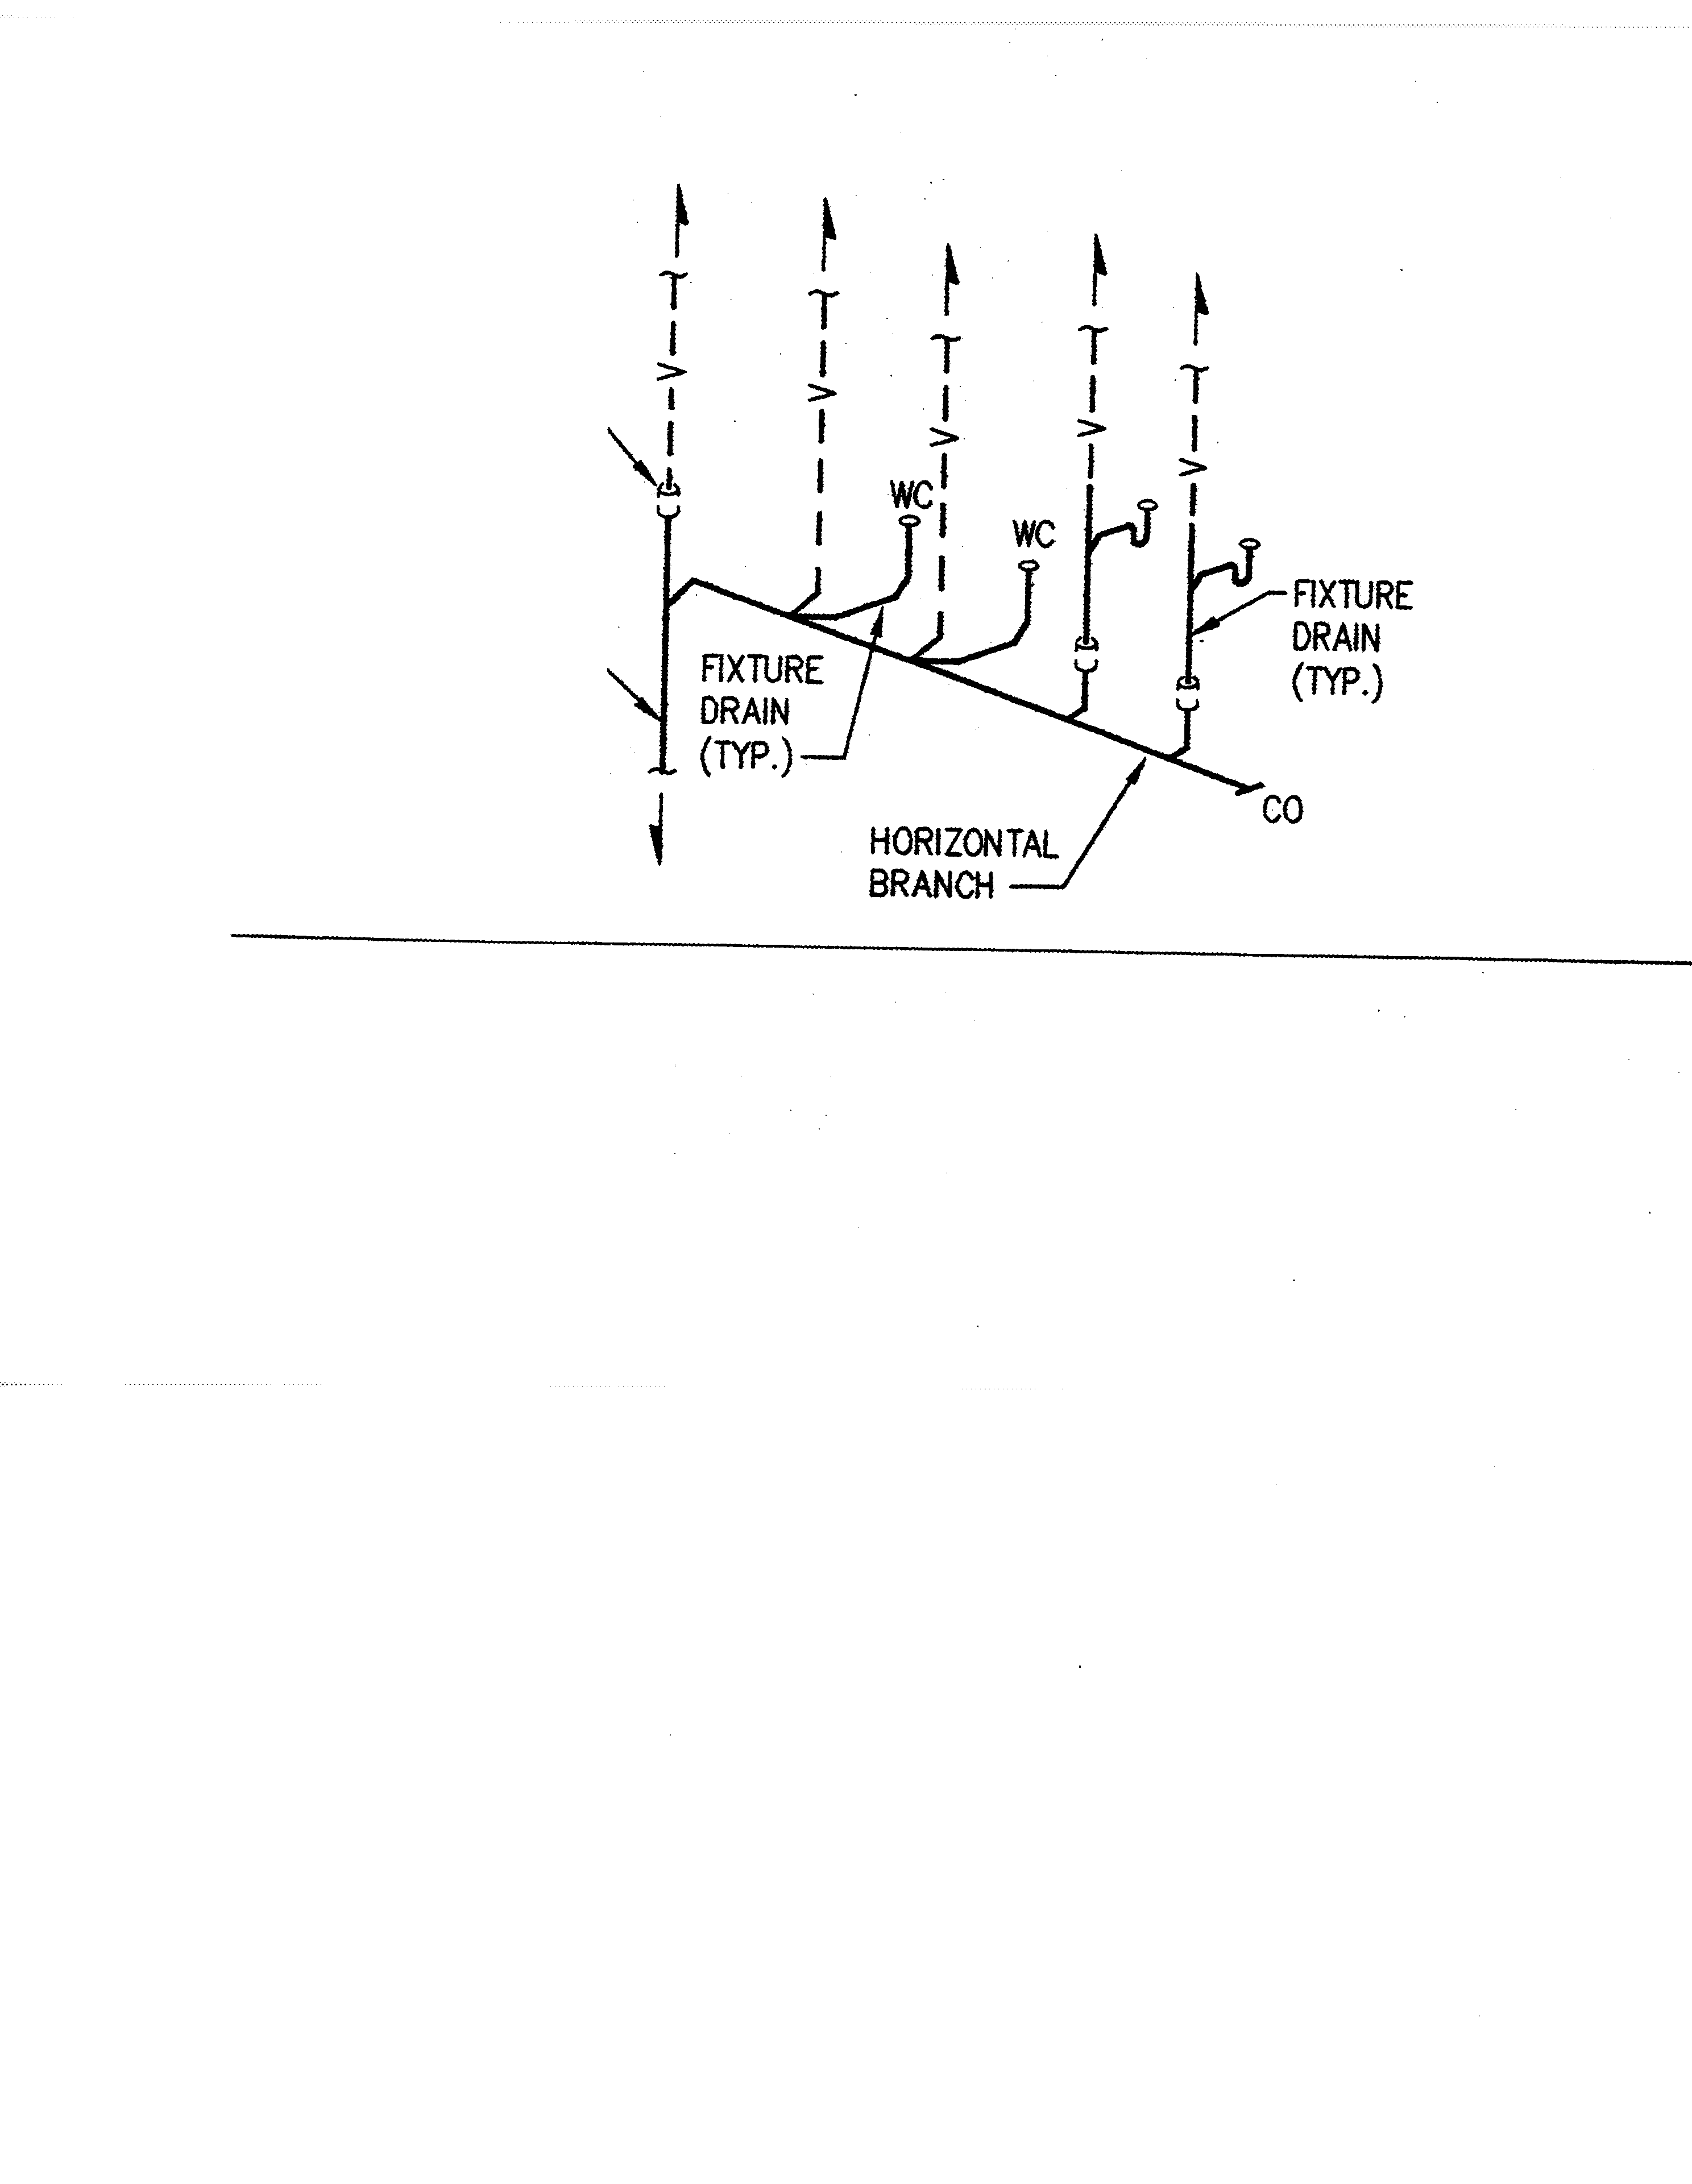 V
V
V
V
V
WC
WC
FIXTURE
DRAIN
(TYP.)
FIXTURE
DRAIN
(TYP.)
CO
HORIZONTAL
BRANCH